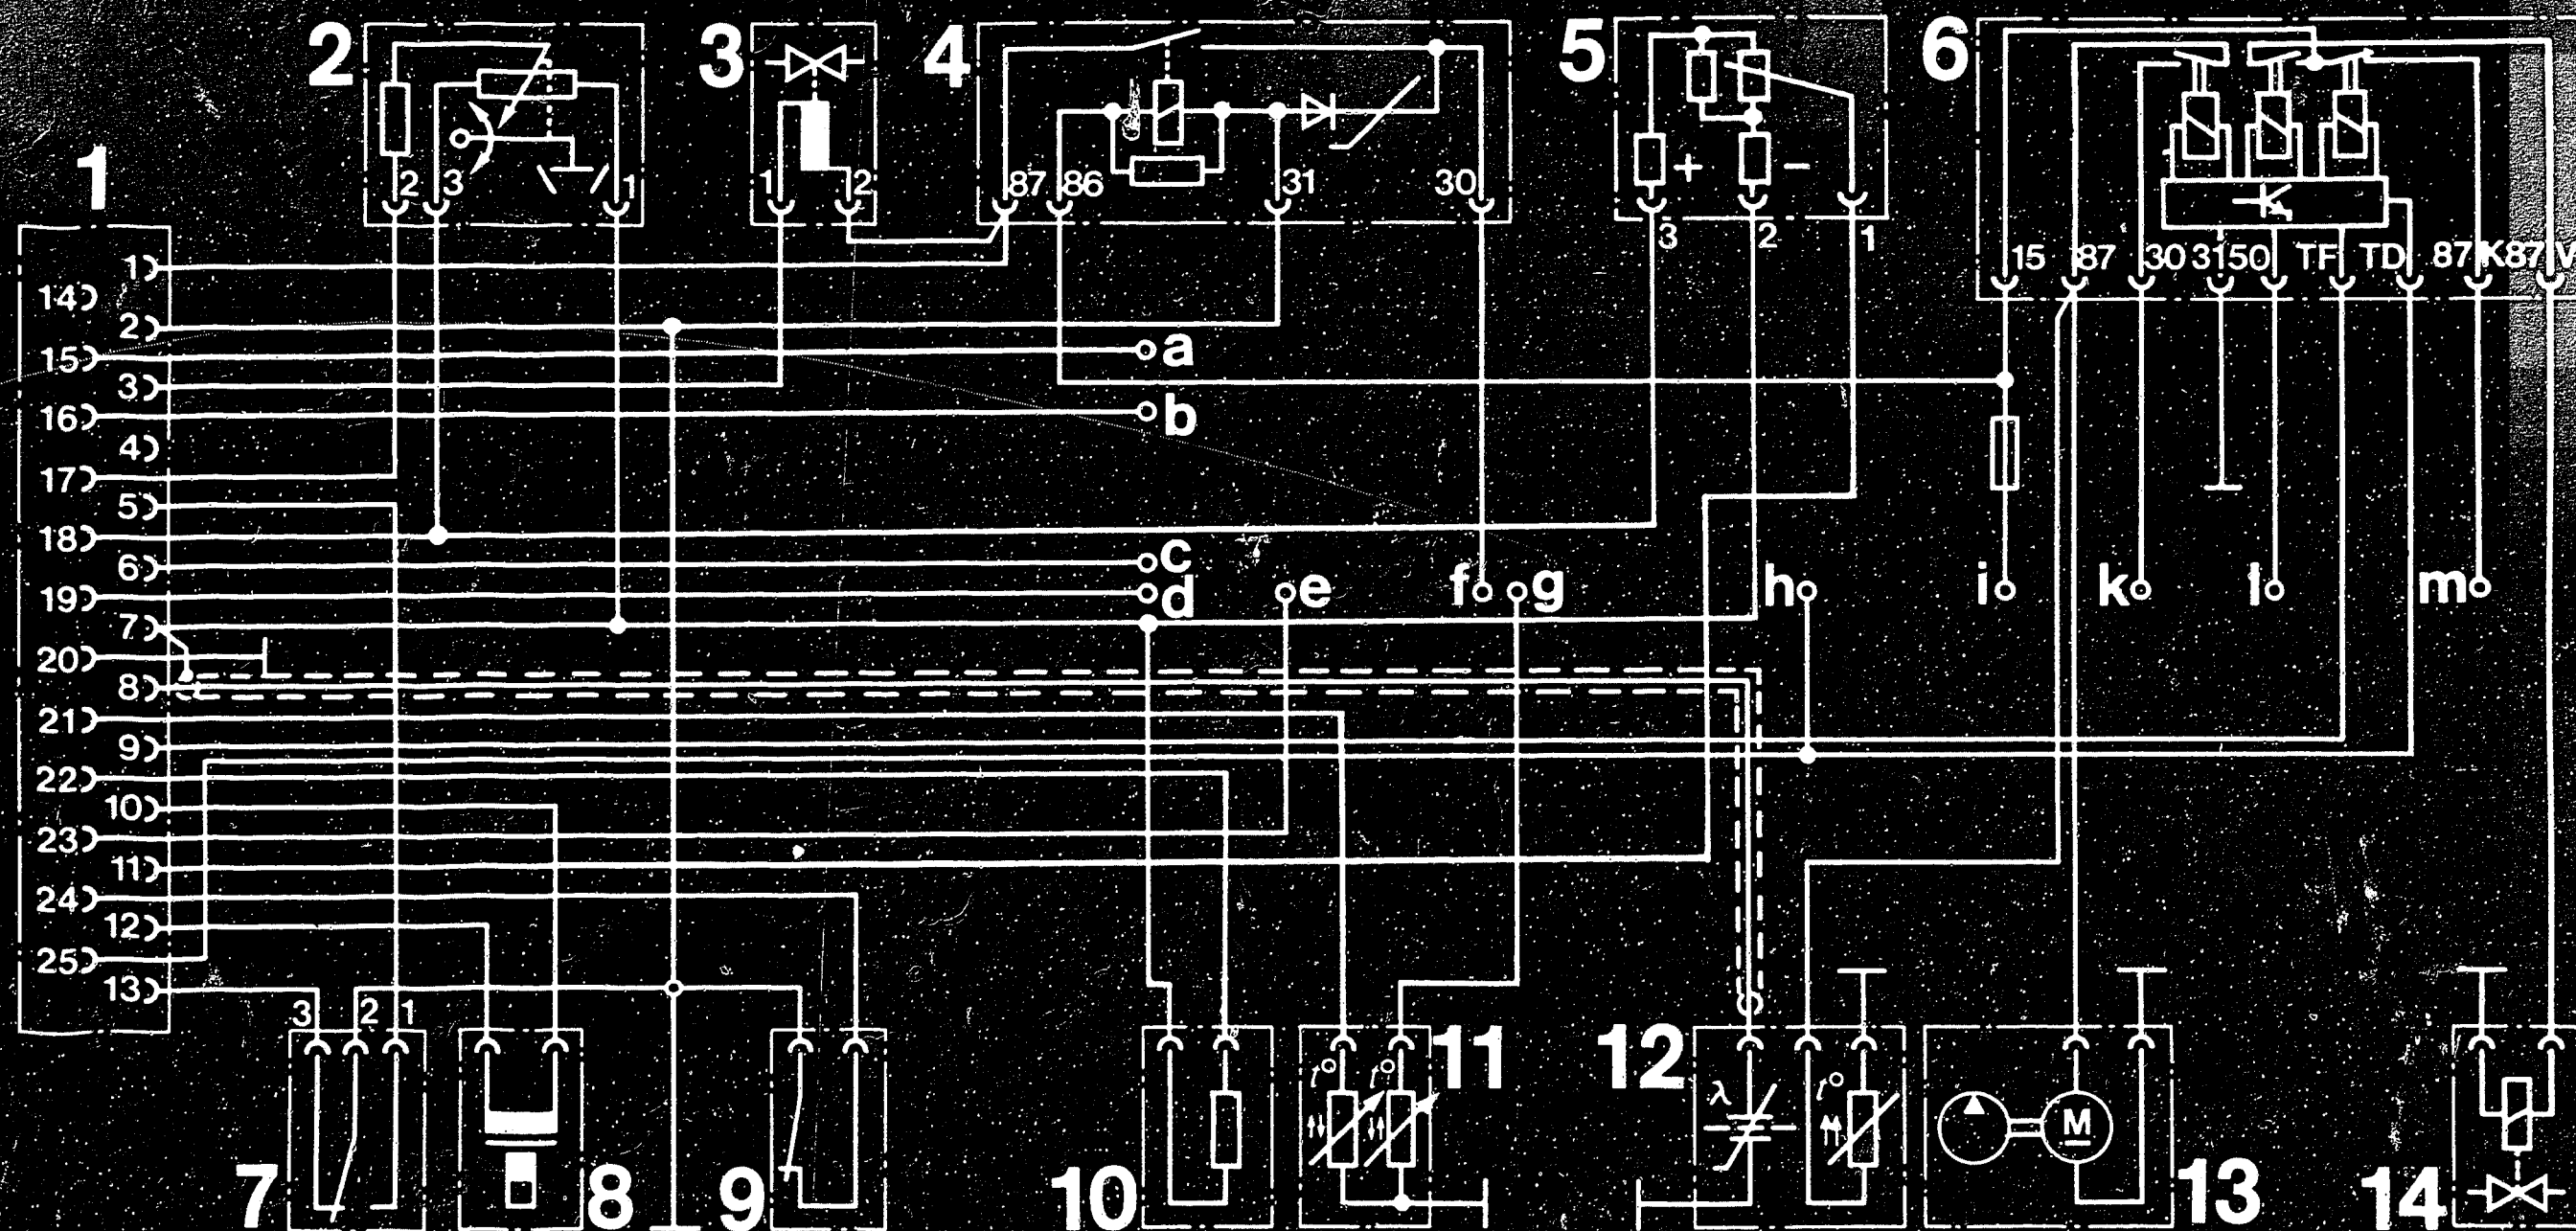 2 3 4 5 6
1
2 3 1
1 2
87 86 31 30
+ -
3 2 1
15 87 30 31 50 TF TD 87K 87V
1
14
2
15 a
3
16 b
4
17
5
18
6 c
19 d e f g h i k l m
7
20
8
21
9
22
10
23
11
24
12
25
13
3 2 1
7 8 9 10 11 12 13 14
t° t°
λ t°
M